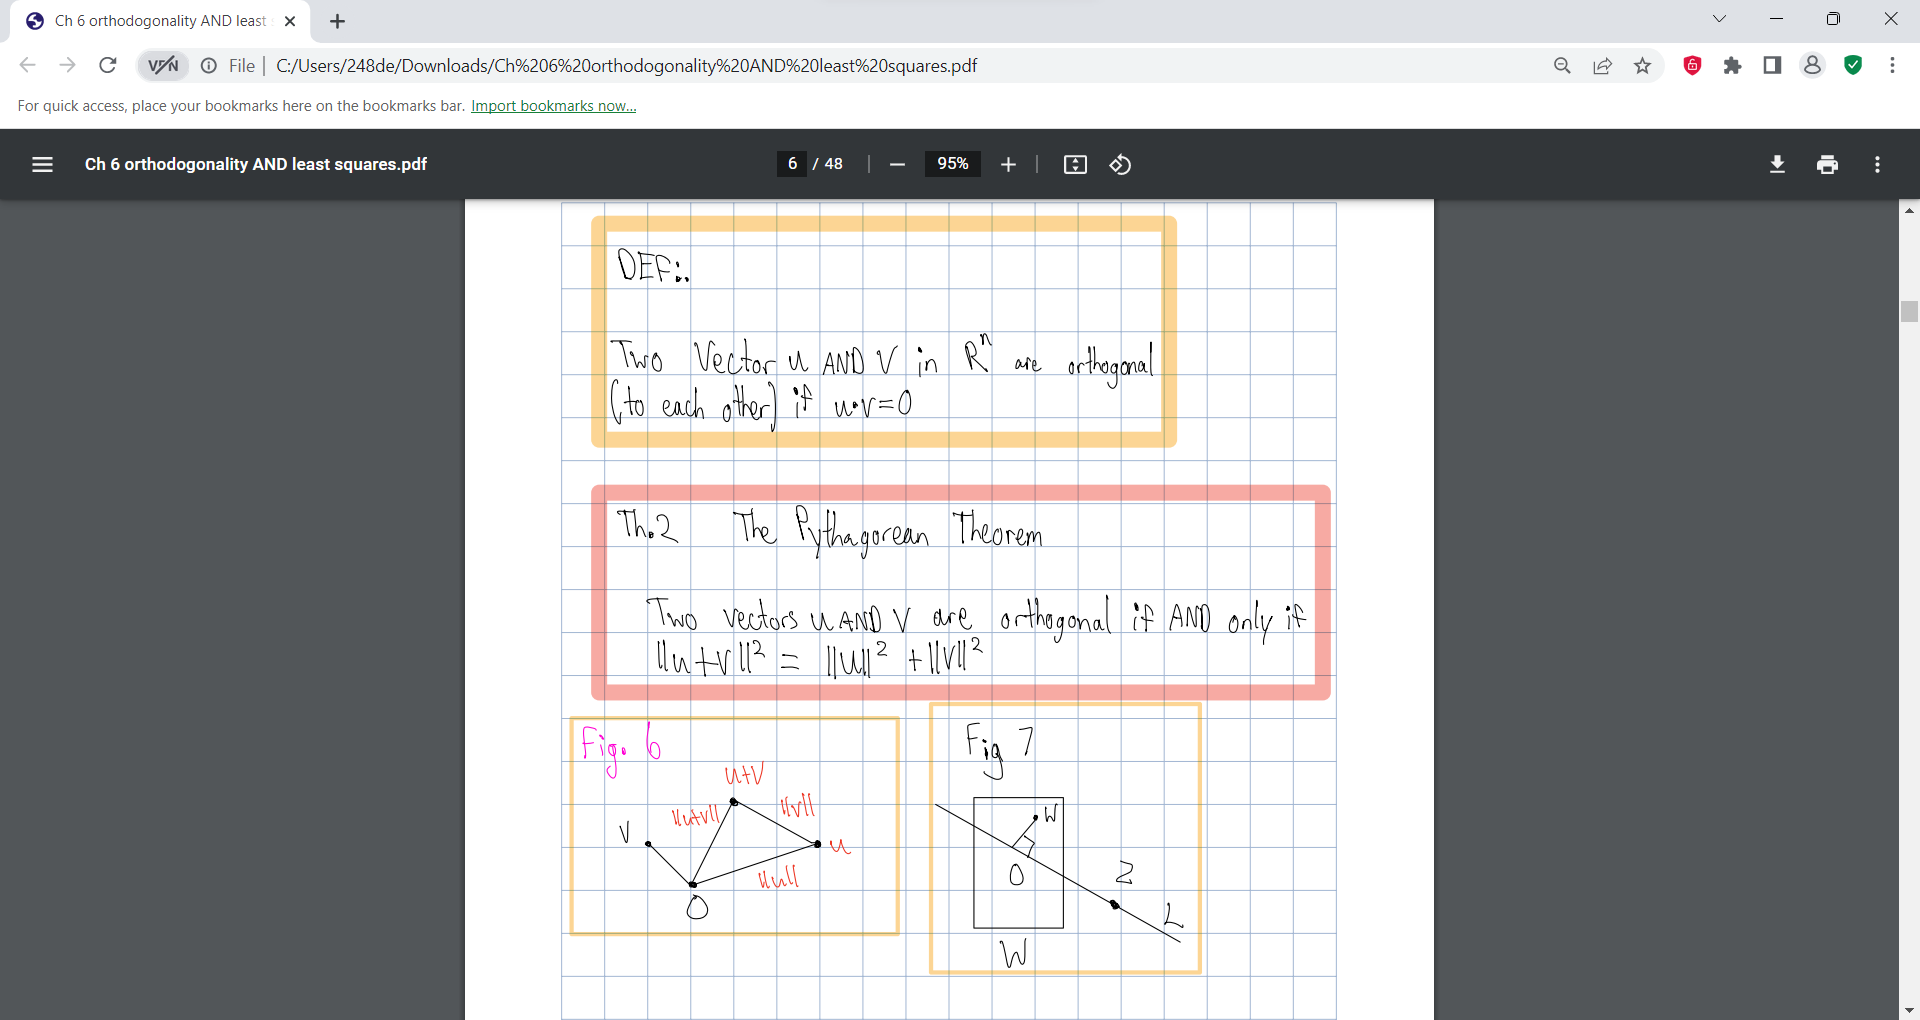 Ch 6 orthodogonality AND least
VPN
File
C:/Users/248de/Downloads/Ch%206%20orthodogonality%20AND%20least%20squares.pdf
For quick access, place your bookmarks here on the bookmarks bar. Import bookmarks now...
Ch 6 orthodogonality AND least squares.pdf
6 / 48
95%
DEF:.
Two Vector u AND V in Rⁿ are orthogonal
(to each other) if u•v=0
Th.2 The Pythagorean Theorem
Two vectors u AND V are orthogonal if AND only if
||u+v||² = ||u||² + ||v||²
Fig. 6
u+v
||u+v||
||v||
V
u
||u||
O
Fig 7
W
O
Z
L
W